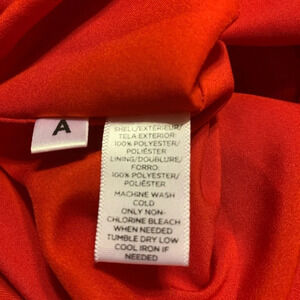 A
SHELL/EXTÉRIEUR/
TELA EXTERIOR:
100% POLYESTER/
POLIÉSTER
LINING/DOUBLURE/
FORRO:
100% POLYESTER/
POLIÉSTER
MACHINE WASH
COLD
ONLY NON-
CHLORINE BLEACH
WHEN NEEDED
TUMBLE DRY LOW
COOL IRON IF
NEEDED